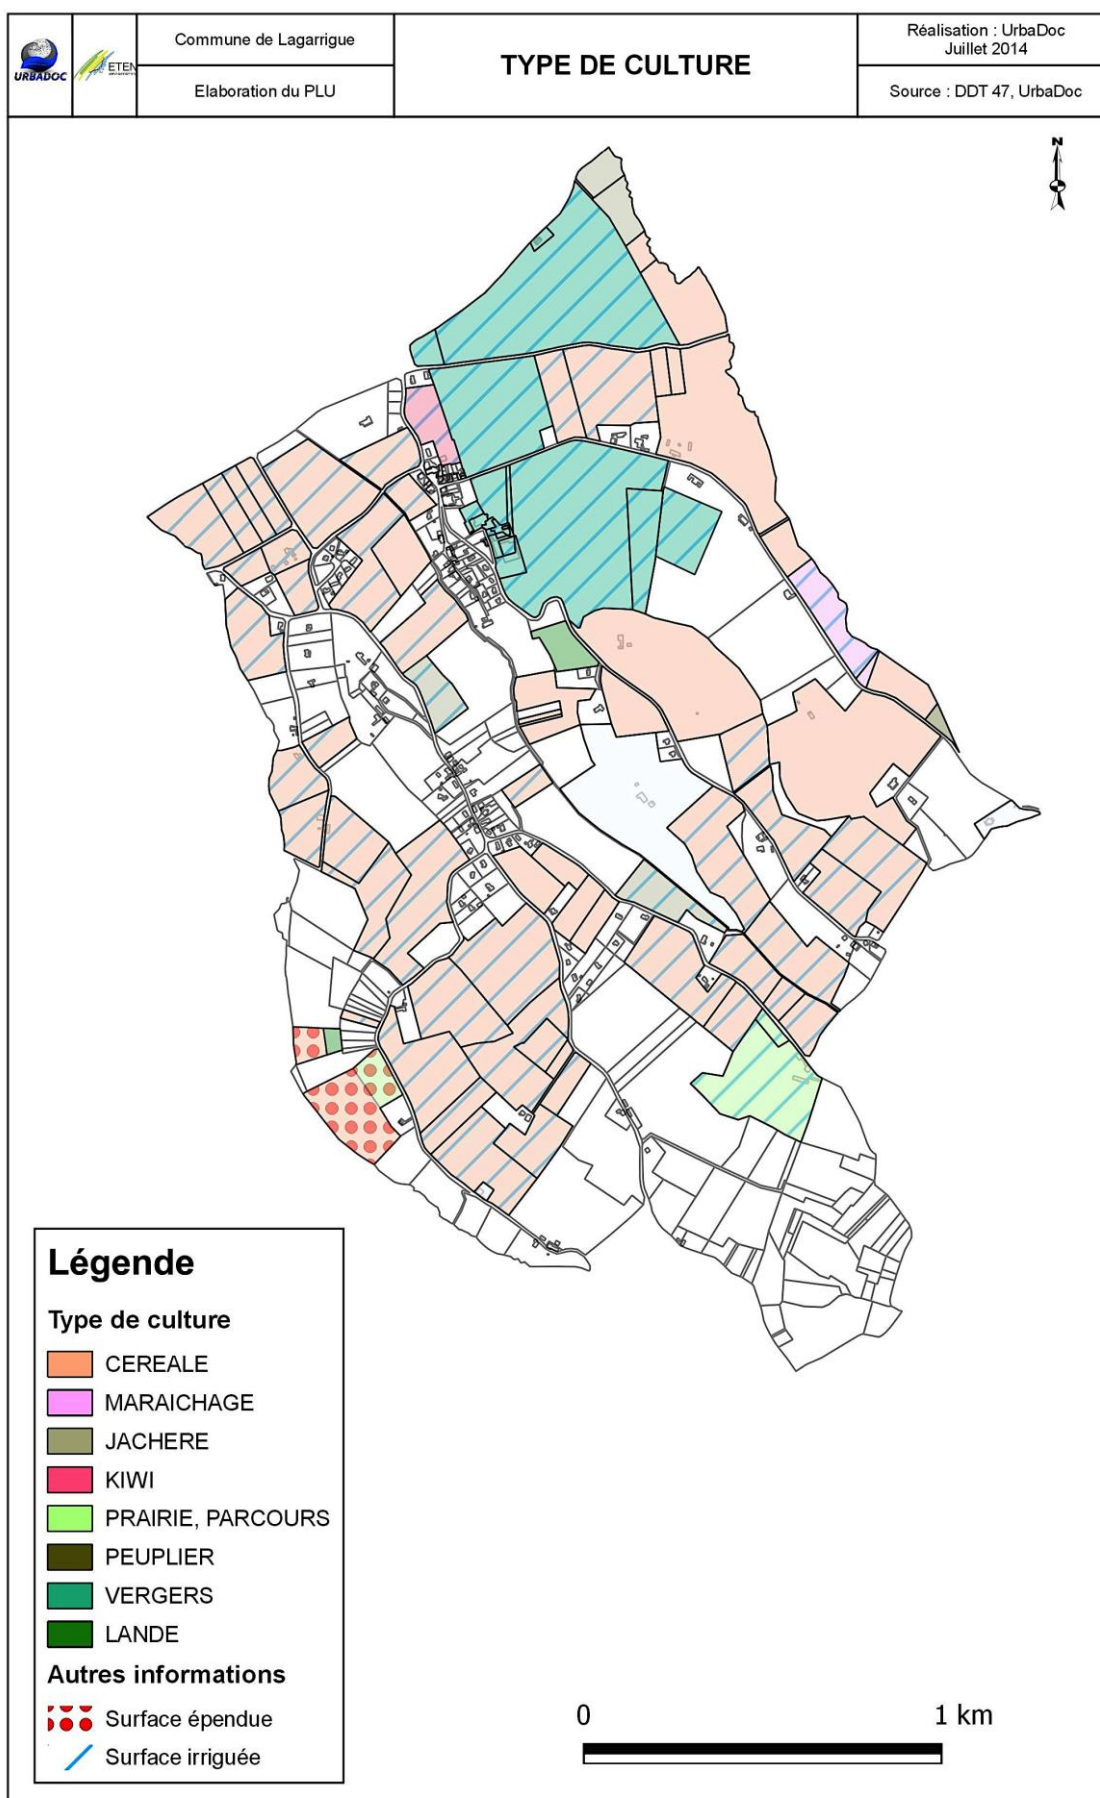 URBADOC
ETEN
Commune de Lagarrigue
Elaboration du PLU
TYPE DE CULTURE
Réalisation : UrbaDoc
Juillet 2014
Source : DDT 47, UrbaDoc
N
Légende
Type de culture
CEREALE
MARAICHAGE
JACHERE
KIWI
PRAIRIE, PARCOURS
PEUPLIER
VERGERS
LANDE
Autres informations
Surface épendue
Surface irriguée
0 1 km